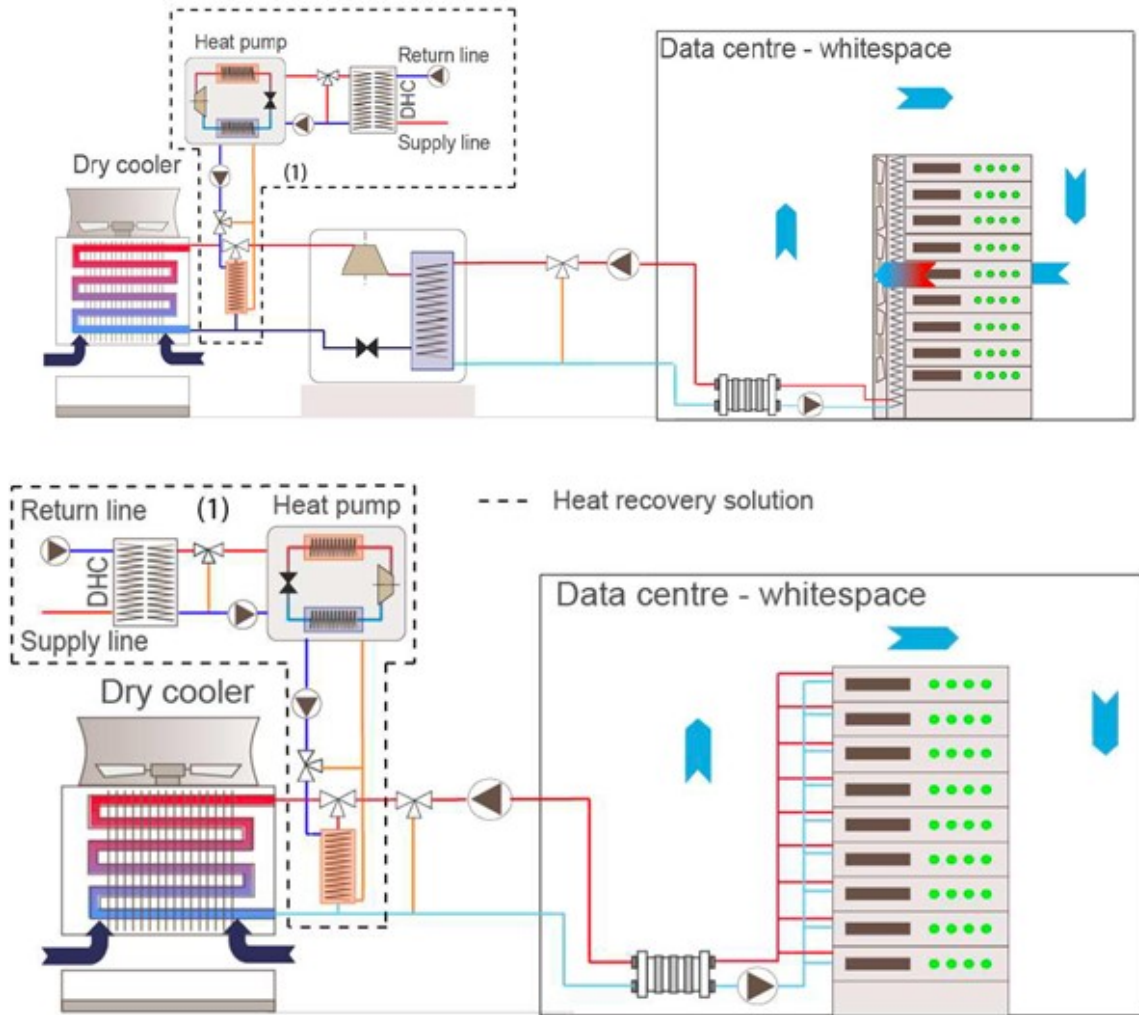 Heat pump
Return line
DHC
Supply line
(1)
Dry cooler
Data centre - whitespace
Return line
(1)
Heat pump
DHC
Supply line
Dry cooler
Heat recovery solution
Data centre - whitespace